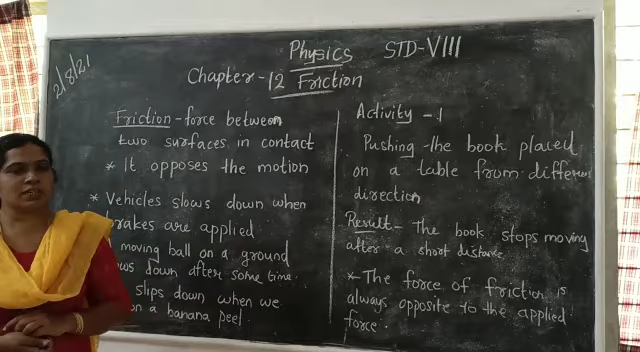 2/8/21
Physics STD-VIII
Chapter-12 Friction
Friction - force between
two surfaces in contact
* It opposes the motion
* Vehicles slows down when
brakes are applied
moving ball on a ground
down after some time.
slips down when we
on a banana peel
Activity - 1
Pushing the book placed
on a table from different
direction
Result - The book stops moving
after a short distance
* The force of friction is
always opposite to the applied
force.